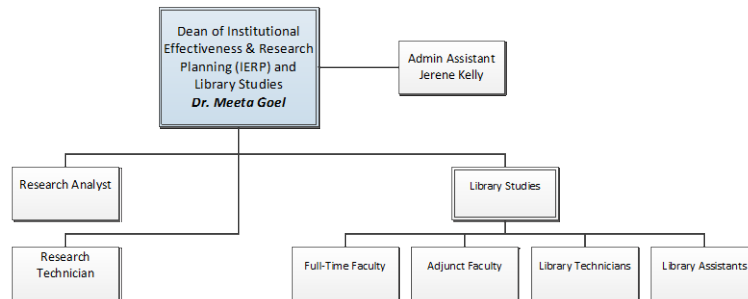 Dean of Institutional
Effectiveness & Research
Planning (IERP) and
Library Studies
Dr. Meeta Goel
Admin Assistant
Jerene Kelly
Research Analyst
Library Studies
Research
Technician
Full-Time Faculty
Adjunct Faculty
Library Technicians
Library Assistants